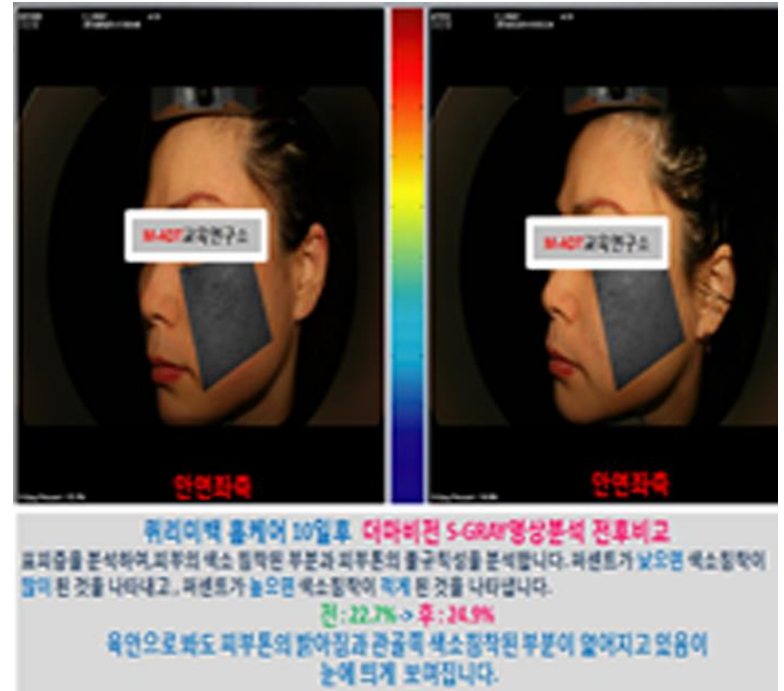 M-ADT교육연구소
M-ADT교육연구소
안면좌측
안면좌측
퀴리미백 홈케어 10일후 더마비전 S-GRAY영상분석 전후비교
표피층을 분석하여,피부의 색소 침착된 부분과 피부톤의 불규칙성을 분석합니다. 퍼센트가 낮으면 색소침착이
많이 된 것을 나타내고, 퍼센트가 높으면 색소침착이 적게 된 것을 나타냅니다.
전 : 22.7% -> 후 : 24.9%
육안으로 봐도 피부톤의 밝아짐과 관골쪽 색소침착된 부분이 옅어지고 있음이
눈에 띄게 보여집니다.